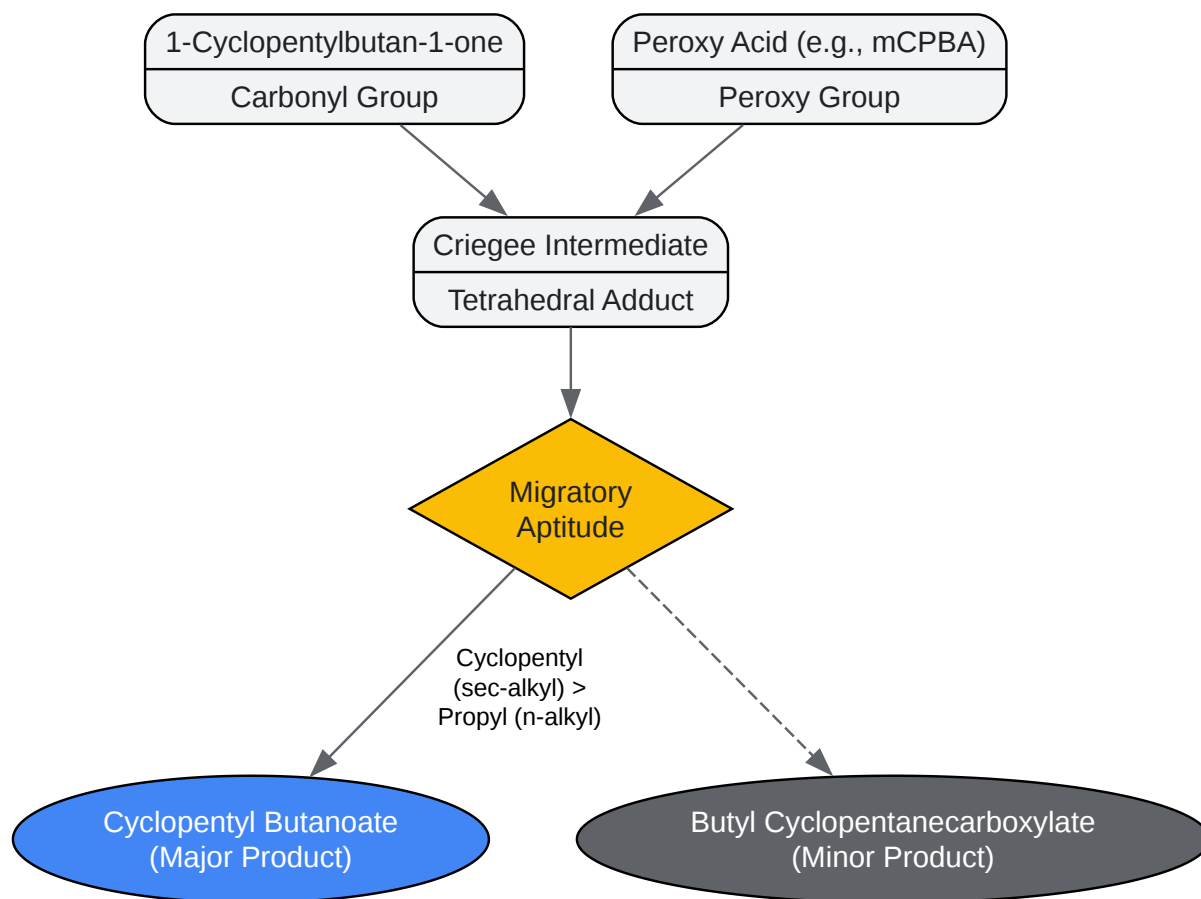 1-Cyclopentylbutan-1-one
Carbonyl Group
Peroxy Acid (e.g., mCPBA)
Peroxy Group
Criegee Intermediate
Tetrahedral Adduct
Migratory
Aptitude
Cyclopentyl
(sec-alkyl) >
Propyl (n-alkyl)
Cyclopentyl Butanoate
(Major Product)
Butyl Cyclopentanecarboxylate
(Minor Product)